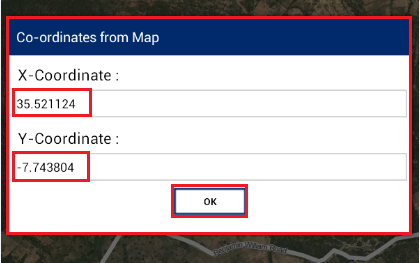 Co-ordinates from Map
X-Coordinate :
35.521124
Y-Coordinate :
-7.743804
OK